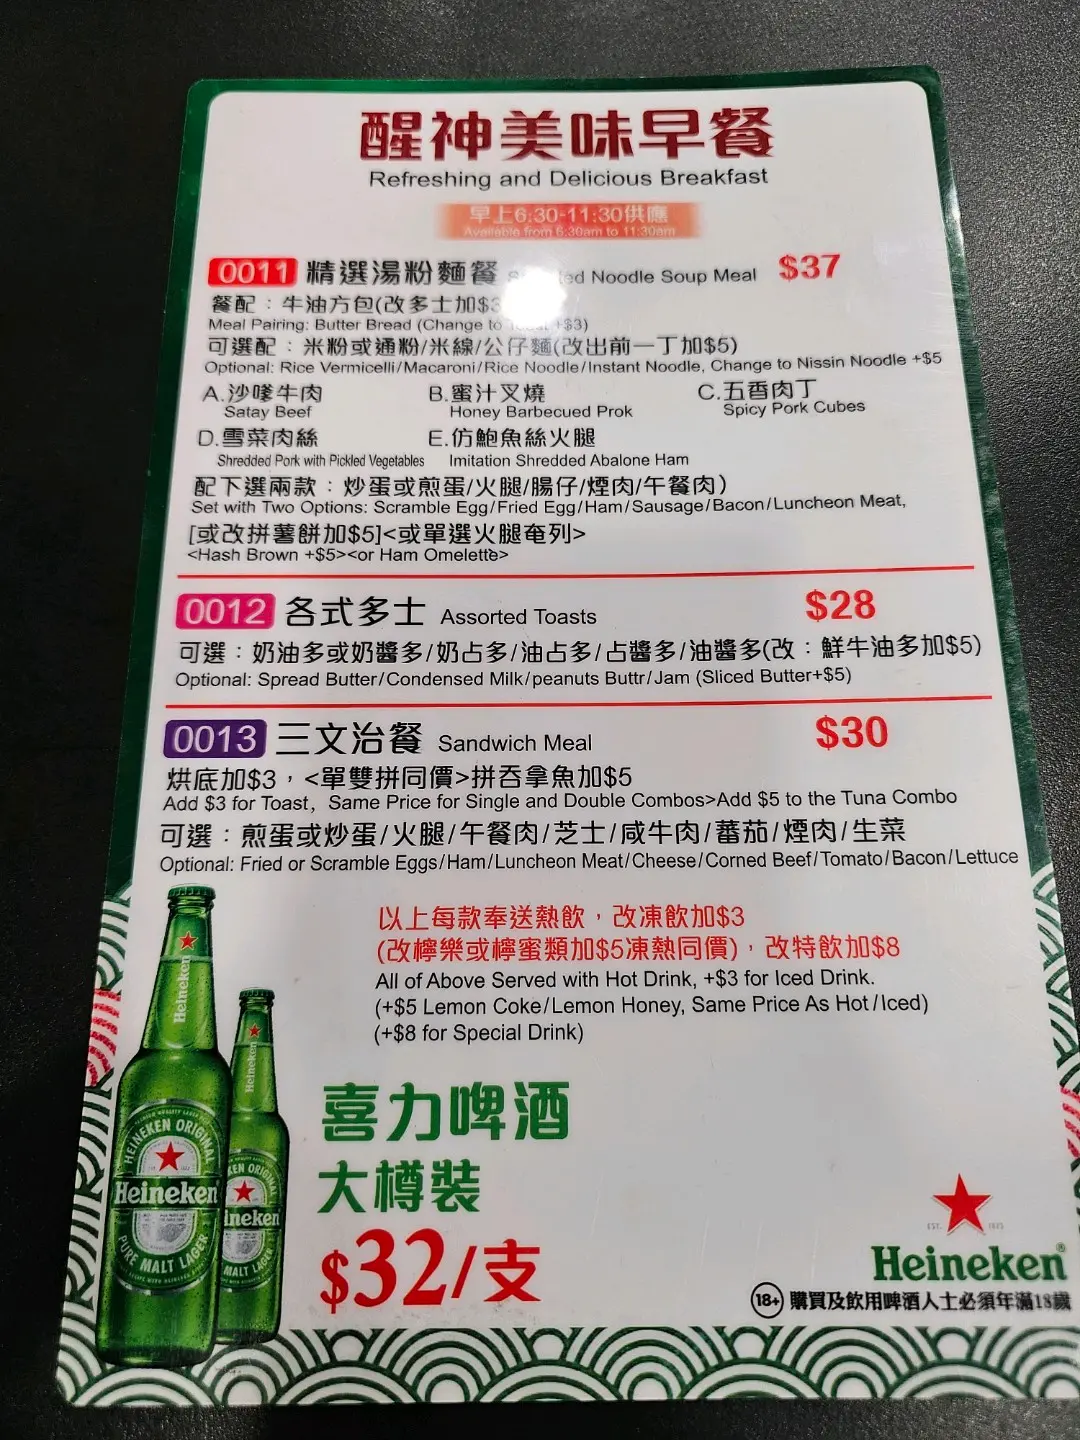 醒神美味早餐
Refreshing and Delicious Breakfast
早上6:30-11:30供應
Available from 6:30am to 11:30am
0011 精選湯粉麵餐 Noodle Soup Meal $37
餐配：牛油方包(改多士加$3
Meal Pairing: Butter Bread (Change to +$3)
可選配：米粉或通粉/米線/公仔麵(改出前一丁加$5)
Optional: Rice Vermicelli/Macaroni/Rice Noodle/Instant Noodle, Change to Nissin Noodle +$5
A.沙嗲牛肉 B.蜜汁叉燒 C.五香肉丁
Satay Beef Honey Barbecued Prok Spicy Pork Cubes
D.雪菜肉絲 E.仿鮑魚絲火腿
Shredded Pork with Pickled Vegetables Imitation Shredded Abalone Ham
配下選兩款：炒蛋或煎蛋/火腿/腸仔/煙肉/午餐肉）
Set with Two Options: Scramble Egg/Fried Egg/Ham/Sausage/Bacon/Luncheon Meat,
[或改拼薯餅加$5]<或單選火腿奄列>
<Hash Brown +$5><or Ham Omelette>
0012 各式多士 Assorted Toasts $28
可選：奶油多或奶醬多/奶占多/油占多/占醬多/油醬多(改：鮮牛油多加$5)
Optional: Spread Butter/Condensed Milk/peanuts Buttr/Jam (Sliced Butter+$5)
0013 三文治餐 Sandwich Meal $30
烘底加$3，<單雙拼同價>拼吞拿魚加$5
Add $3 for Toast, Same Price for Single and Double Combos>Add $5 to the Tuna Combo
可選：煎蛋或炒蛋/火腿/午餐肉/芝士/咸牛肉/蕃茄/煙肉/生菜
Optional: Fried or Scramble Eggs/Ham/Luncheon Meat/Cheese/Corned Beef/Tomato/Bacon/Lettuce
以上每款奉送熱飲，改凍飲加$3
(改檸樂或檸蜜類加$5凍熱同價)，改特飲加$8
All of Above Served with Hot Drink, +$3 for Iced Drink.
(+$5 Lemon Coke/Lemon Honey, Same Price As Hot/Iced)
(+$8 for Special Drink)
Heineken
Heineken
HEINEKEN ORIGINAL
Heineken
PURE MALT LAGER
KEN ORIGINAL
ineken
MALT LAGER
喜力啤酒
大樽裝
$32/支
Heineken®
18+ 購買及飲用啤酒人士必須年滿18歲